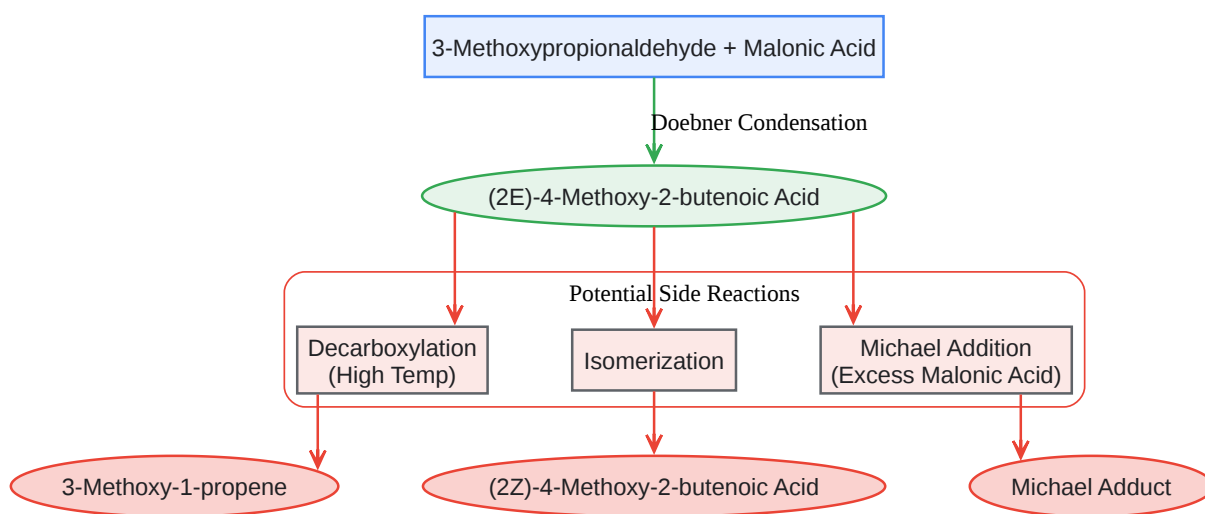 3-Methoxypropionaldehyde + Malonic Acid
Doebner Condensation
(2E)-4-Methoxy-2-butenoic Acid
Potential Side Reactions
Decarboxylation
(High Temp)
Isomerization
Michael Addition
(Excess Malonic Acid)
3-Methoxy-1-propene
(2Z)-4-Methoxy-2-butenoic Acid
Michael Adduct